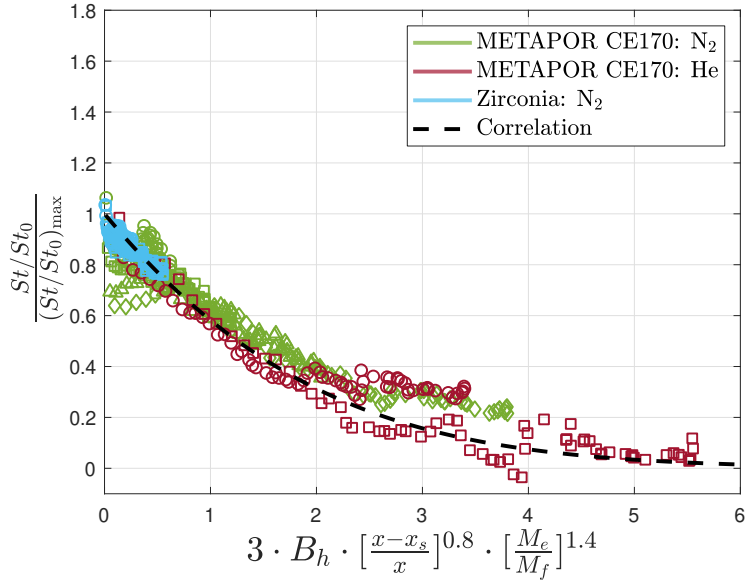 1.8
1.6
1.4
1.2
1
0.8
0.6
0.4
0.2
0
METAPOR CE170: N₂
METAPOR CE170: He
Zirconia: N₂
Correlation
St/St₀
(St/St₀)max
0 1 2 3 4 5 6
3 · Bₕ · [x−xₛ/x]^0.8 · [Mₑ/M_f]^1.4